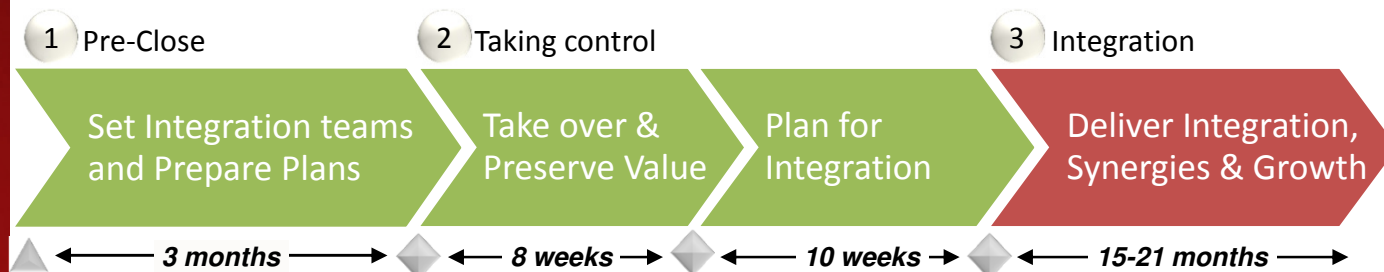 1 Pre-Close
2 Taking control
3 Integration
Set Integration teams
and Prepare Plans
Take over &
Preserve Value
Plan for
Integration
Deliver Integration,
Synergies & Growth
3 months
8 weeks
10 weeks
15-21 months